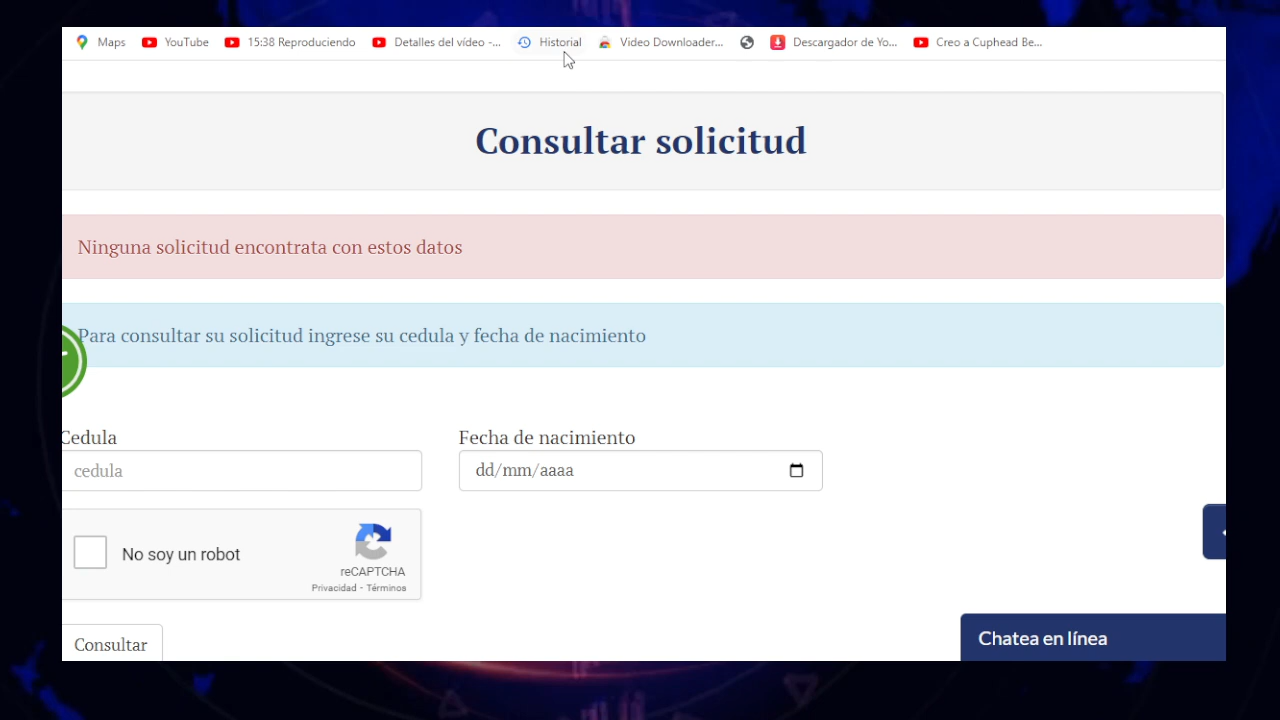 Maps YouTube 15:38 Reproduciendo Detalles del vídeo -... Historial Video Downloader... Descargador de Yo... Creo a Cuphead Be...
Consultar solicitud
Ninguna solicitud encontrata con estos datos
Para consultar su solicitud ingrese su cedula y fecha de nacimiento
Cedula Fecha de nacimiento
cedula dd/mm/aaaa
No soy un robot
reCAPTCHA
Privacidad - Términos
Consultar
Chatea en línea